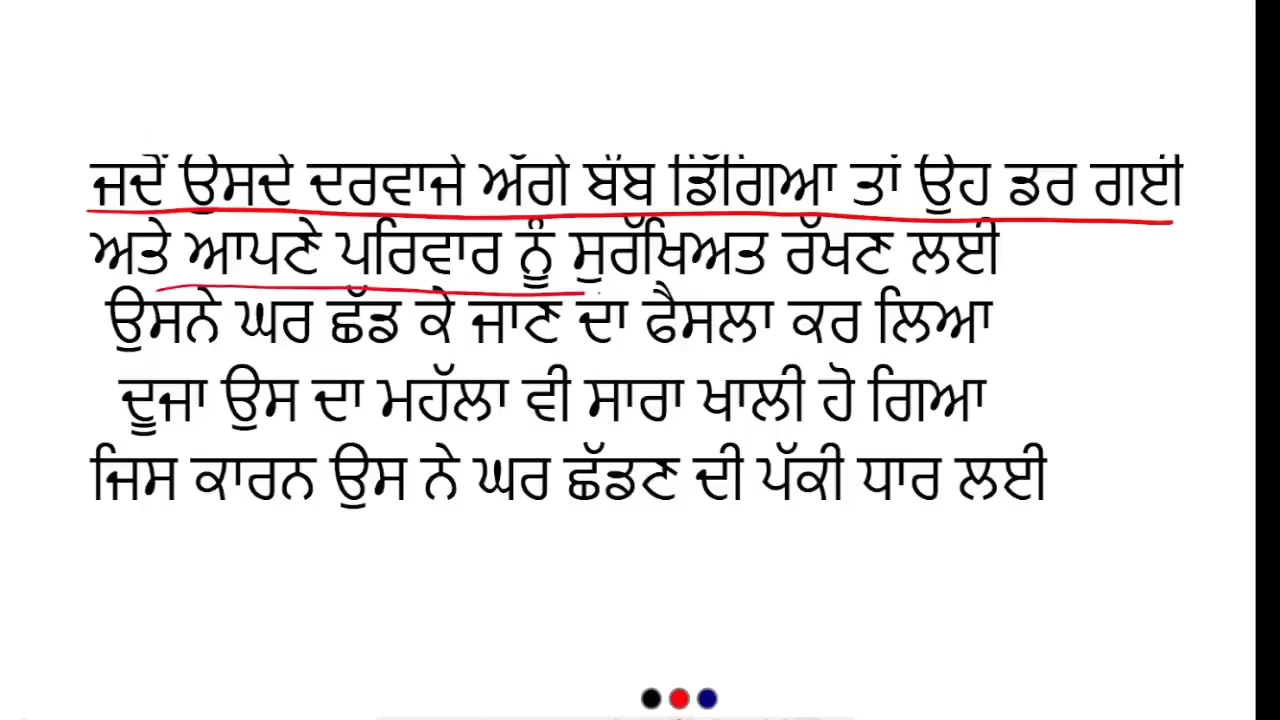 ਜਦੋਂ ਉਸਦੇ ਦਰਵਾਜੇ ਅੱਗੇ ਬੰਬ ਡਿੱਗਿਆ ਤਾਂ ਉਹ ਡਰ ਗਈ
ਅਤੇ ਆਪਣੇ ਪਰਿਵਾਰ ਨੂੰ ਸੁਰੱਖਿਅਤ ਰੱਖਣ ਲਈ
ਉਸਨੇ ਘਰ ਛੱਡ ਕੇ ਜਾਣ ਦਾ ਫੈਸਲਾ ਕਰ ਲਿਆ
ਦੂਜਾ ਉਸ ਦਾ ਮਹੱਲਾ ਵੀ ਸਾਰਾ ਖਾਲੀ ਹੋ ਗਿਆ
ਜਿਸ ਕਾਰਨ ਉਸ ਨੇ ਘਰ ਛੱਡਣ ਦੀ ਪੱਕੀ ਧਾਰ ਲਈ